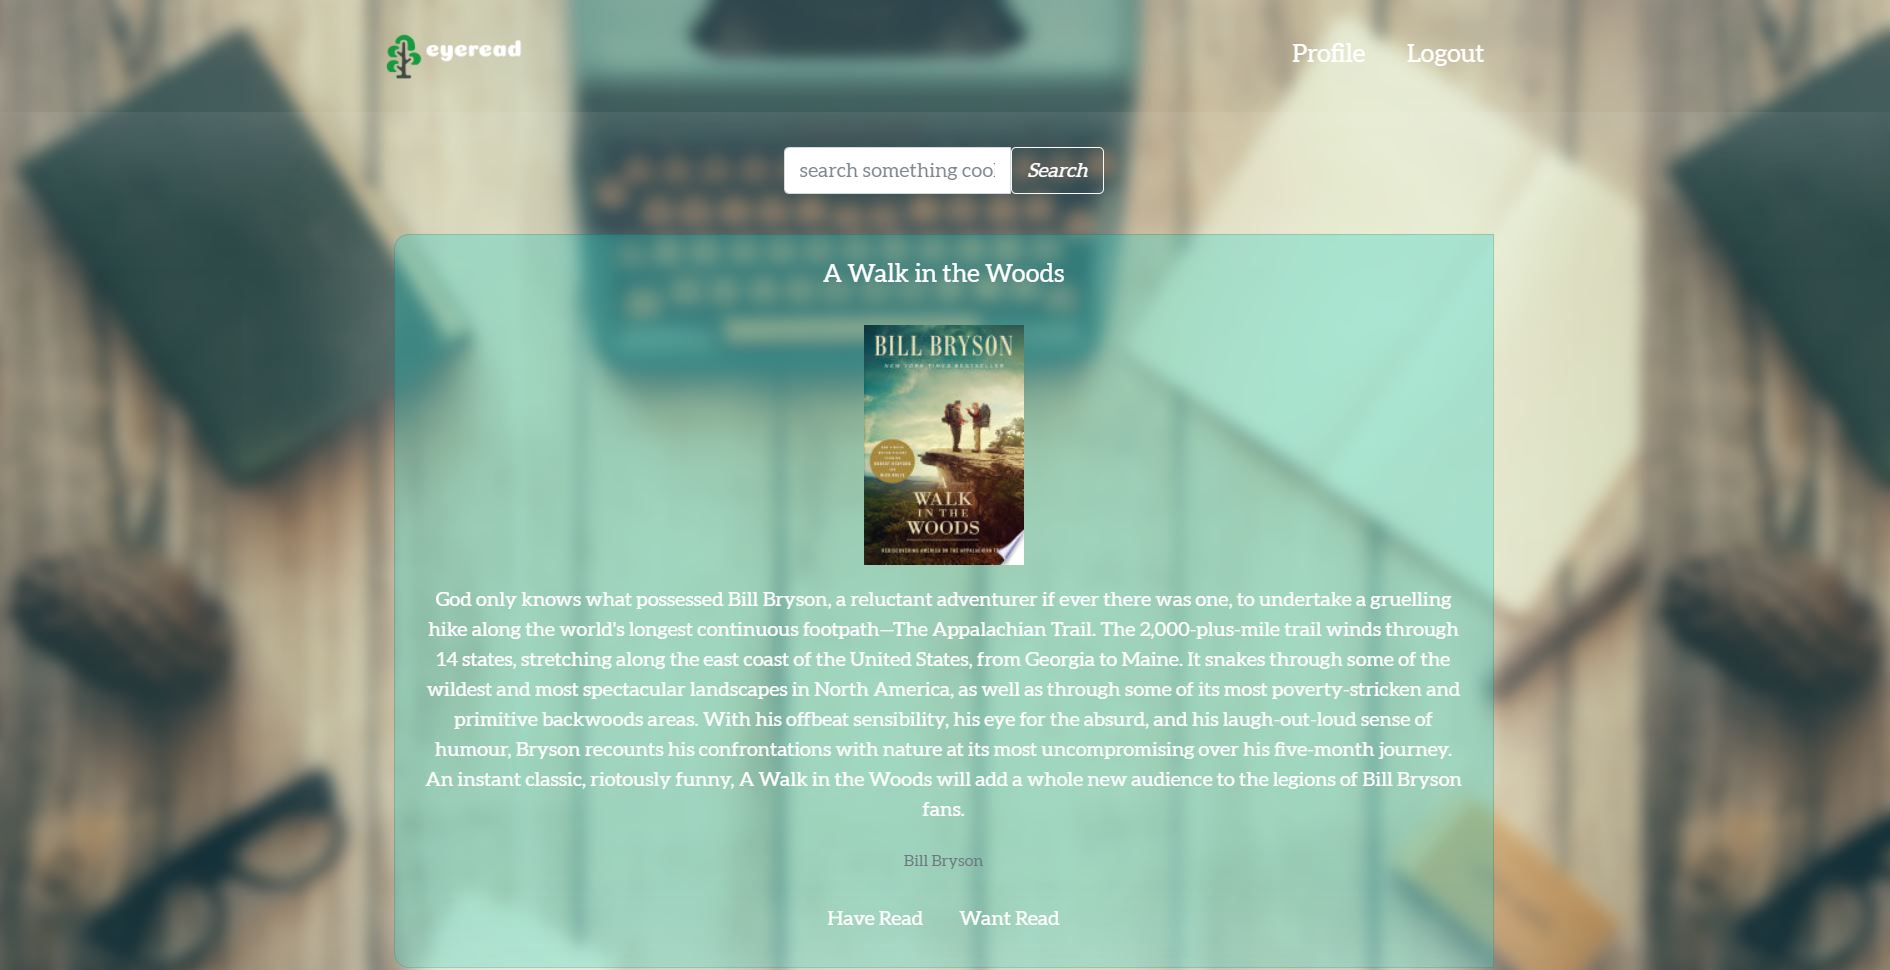 eyeread
Profile
Logout
search something coo
Search
A Walk in the Woods
BILL BRYSON
NEW YORK TIMES BESTSELLER
A
WALK
IN THE
WOODS
REDISCOVERING AMERICA ON THE APPALACHIAN
God only knows what possessed Bill Bryson, a reluctant adventurer if ever there was one, to undertake a gruelling
hike along the world's longest continuous footpath—The Appalachian Trail. The 2,000-plus-mile trail winds through
14 states, stretching along the east coast of the United States, from Georgia to Maine. It snakes through some of the
wildest and most spectacular landscapes in North America, as well as through some of its most poverty-stricken and
primitive backwoods areas. With his offbeat sensibility, his eye for the absurd, and his laugh-out-loud sense of
humour, Bryson recounts his confrontations with nature at its most uncompromising over his five-month journey.
An instant classic, riotously funny, A Walk in the Woods will add a whole new audience to the legions of Bill Bryson
fans.
Bill Bryson
Have Read
Want Read